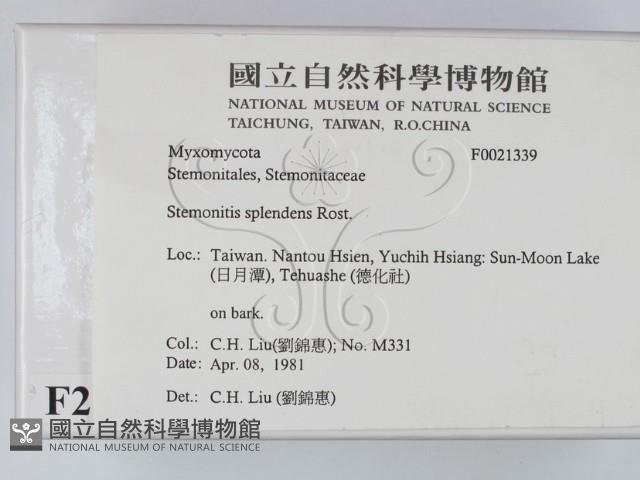 國立自然科學博物館
NATIONAL MUSEUM OF NATURAL SCIENCE
TAICHUNG, TAIWAN, R.O.CHINA
Myxomycota F0021339
Stemonitales, Stemonitaceae
Stemonitis splendens Rost.
Loc.: Taiwan. Nantou Hsien, Yuchih Hsiang: Sun-Moon Lake
(日月潭), Tehuashe (德化社)
on bark.
Col.: C.H. Liu(劉錦惠); No. M331
Date: Apr. 08, 1981
Det.: C.H. Liu (劉錦惠)
F2
國立自然科學博物館
NATIONAL MUSEUM OF NATURAL SCIENCE